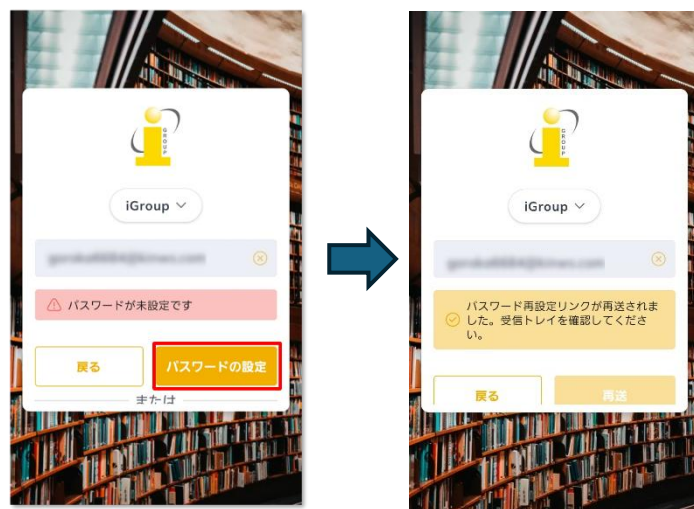 GROUP
iGroup
パスワードが未設定です
戻る
パスワードの設定
または
GROUP
iGroup
パスワード再設定リンクが再送されま
した。受信トレイを確認してくださ
い。
戻る
再送